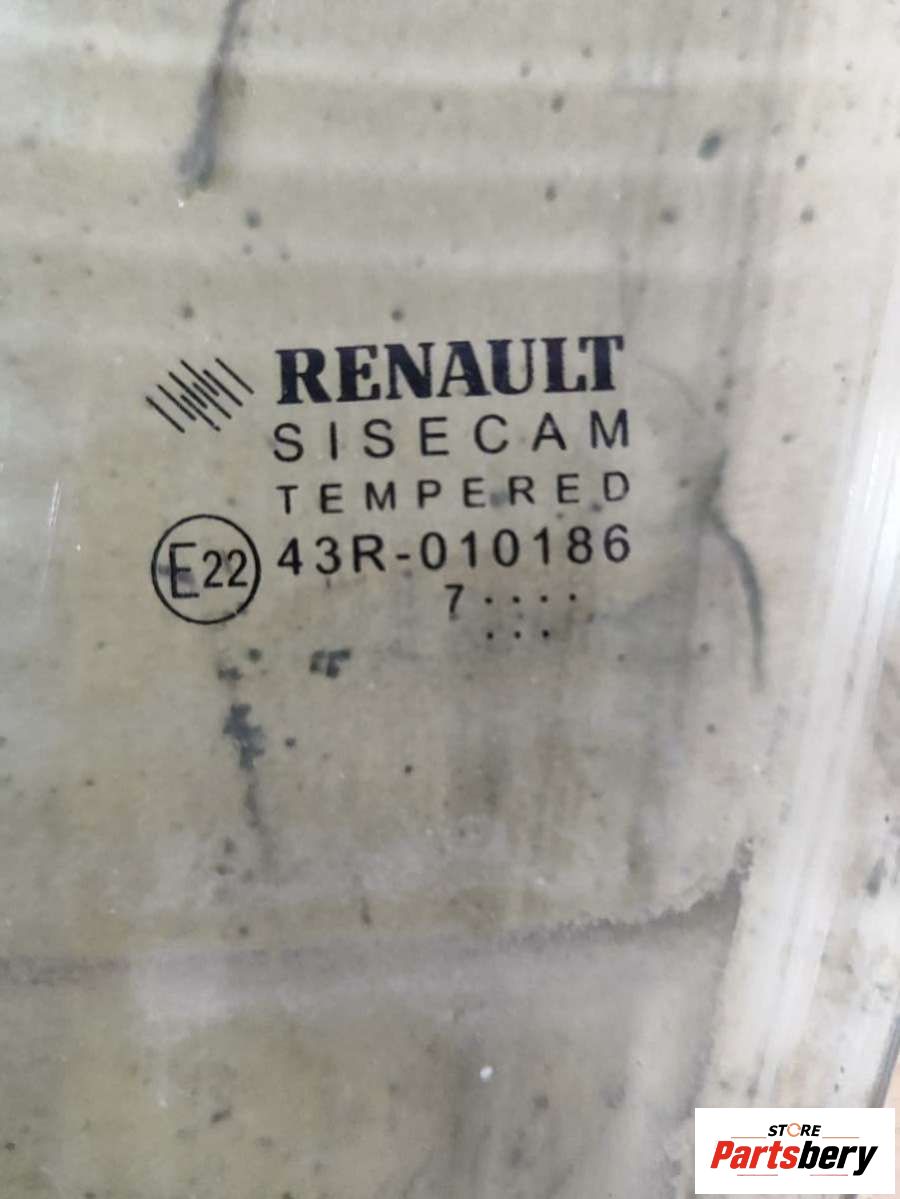 RENAULT
SISECAM
TEMPERED
E22 43R-010186
7 . . . .
. . .
STORE
Partsbery